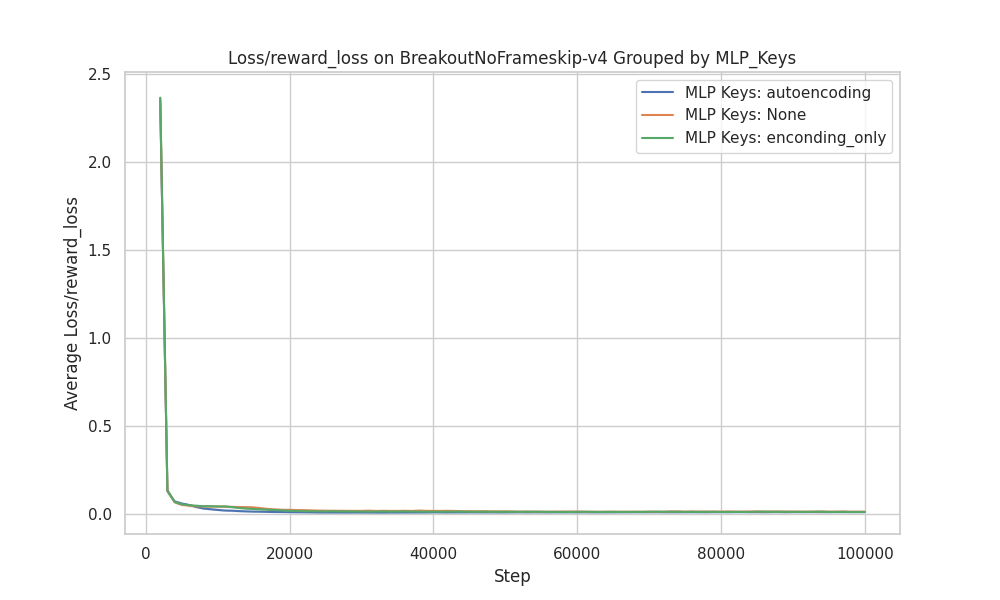 Loss/reward_loss on BreakoutNoFrameskip-v4 Grouped by MLP_Keys
MLP Keys: autoencoding
MLP Keys: None
MLP Keys: enconding_only
Average Loss/reward_loss
2.5
2.0
1.5
1.0
0.5
0.0
0
20000
40000
60000
80000
100000
Step